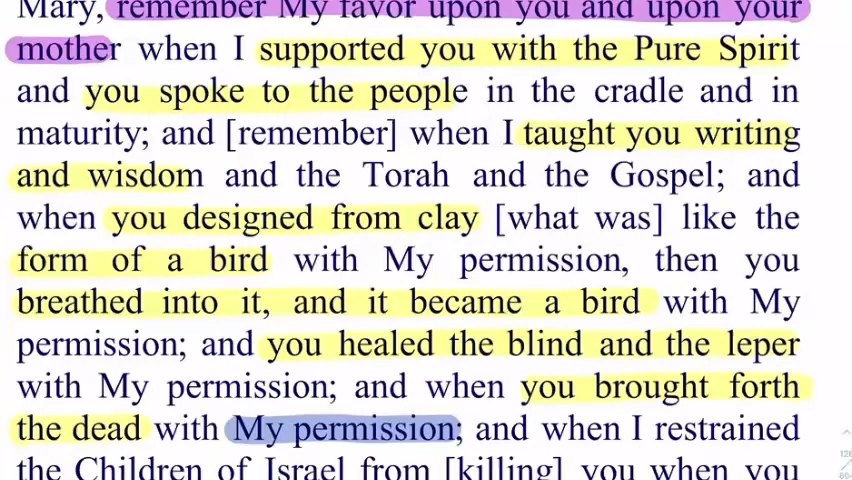 Mary, remember My favor upon you and upon your
mother when I supported you with the Pure Spirit
and you spoke to the people in the cradle and in
maturity; and [remember] when I taught you writing
and wisdom and the Torah and the Gospel; and
when you designed from clay [what was] like the
form of a bird with My permission, then you
breathed into it, and it became a bird with My
permission; and you healed the blind and the leper
with My permission; and when you brought forth
the dead with My permission; and when I restrained
the Children of Israel from [killing] you when you